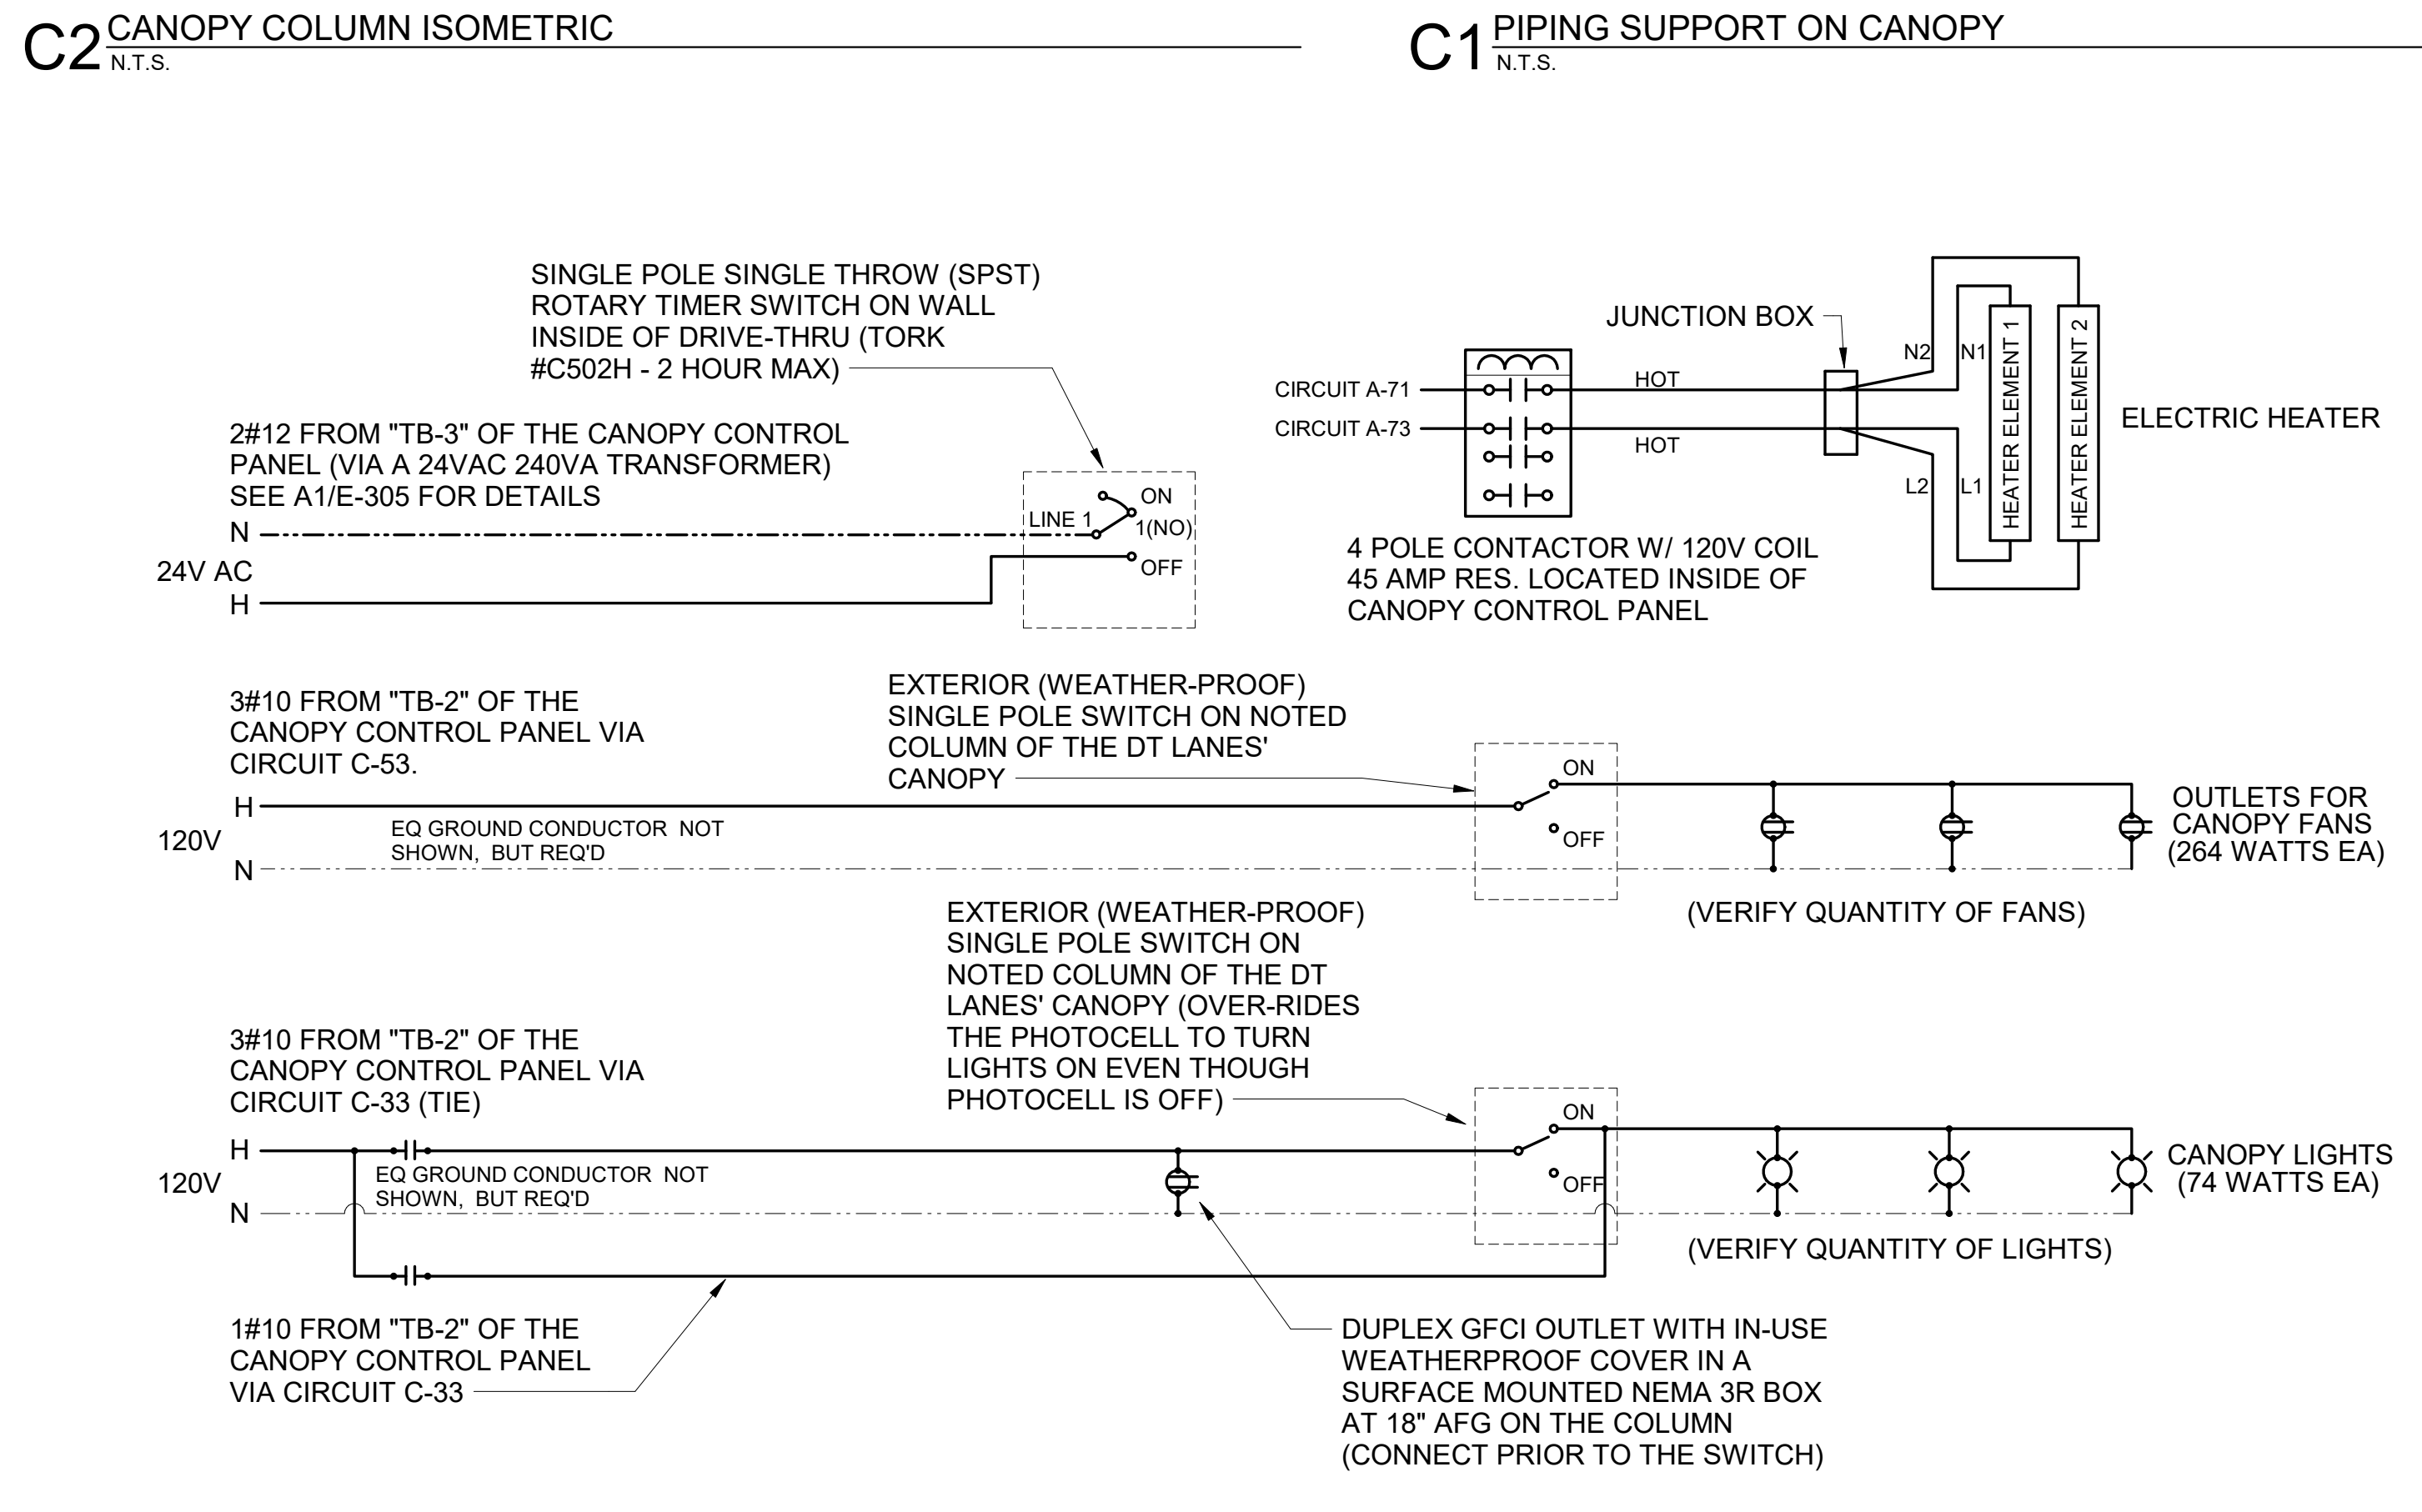 C2 CANOPY COLUMN ISOMETRIC
N.T.S.
C1 PIPING SUPPORT ON CANOPY
N.T.S.
SINGLE POLE SINGLE THROW (SPST)
ROTARY TIMER SWITCH ON WALL
INSIDE OF DRIVE-THRU (TORK
#C502H - 2 HOUR MAX)
2#12 FROM "TB-3" OF THE CANOPY CONTROL
PANEL (VIA A 24VAC 240VA TRANSFORMER)
SEE A1/E-305 FOR DETAILS
N
24V AC
H
LINE 1
ON
1(NO)
OFF
JUNCTION BOX
CIRCUIT A-71
CIRCUIT A-73
HOT
HOT
N2
N1
L2
L1
HEATER ELEMENT 1
HEATER ELEMENT 2
ELECTRIC HEATER
4 POLE CONTACTOR W/ 120V COIL
45 AMP RES. LOCATED INSIDE OF
CANOPY CONTROL PANEL
3#10 FROM "TB-2" OF THE
CANOPY CONTROL PANEL VIA
CIRCUIT C-53.
EXTERIOR (WEATHER-PROOF)
SINGLE POLE SWITCH ON NOTED
COLUMN OF THE DT LANES'
CANOPY
H
120V
N
EQ GROUND CONDUCTOR NOT
SHOWN, BUT REQ'D
ON
OFF
OUTLETS FOR
CANOPY FANS
(264 WATTS EA)
(VERIFY QUANTITY OF FANS)
EXTERIOR (WEATHER-PROOF)
SINGLE POLE SWITCH ON
NOTED COLUMN OF THE DT
LANES' CANOPY (OVER-RIDES
THE PHOTOCELL TO TURN
LIGHTS ON EVEN THOUGH
PHOTOCELL IS OFF)
3#10 FROM "TB-2" OF THE
CANOPY CONTROL PANEL VIA
CIRCUIT C-33 (TIE)
H
120V
N
EQ GROUND CONDUCTOR NOT
SHOWN, BUT REQ'D
ON
OFF
CANOPY LIGHTS
(74 WATTS EA)
(VERIFY QUANTITY OF LIGHTS)
1#10 FROM "TB-2" OF THE
CANOPY CONTROL PANEL
VIA CIRCUIT C-33
DUPLEX GFCI OUTLET WITH IN-USE
WEATHERPROOF COVER IN A
SURFACE MOUNTED NEMA 3R BOX
AT 18" AFG ON THE COLUMN
(CONNECT PRIOR TO THE SWITCH)